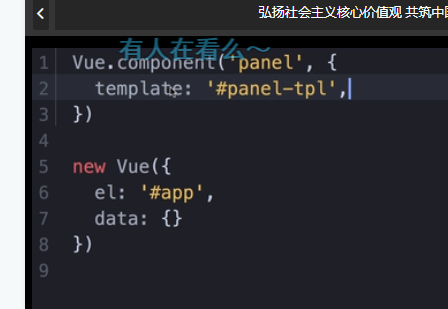 弘扬社会主义核心价值观 共筑中
有人在看么～
1 Vue.component('panel', {
2   template: '#panel-tpl',
3 })
4
5 new Vue({
6   el: '#app',
7   data: {}
8 })
9